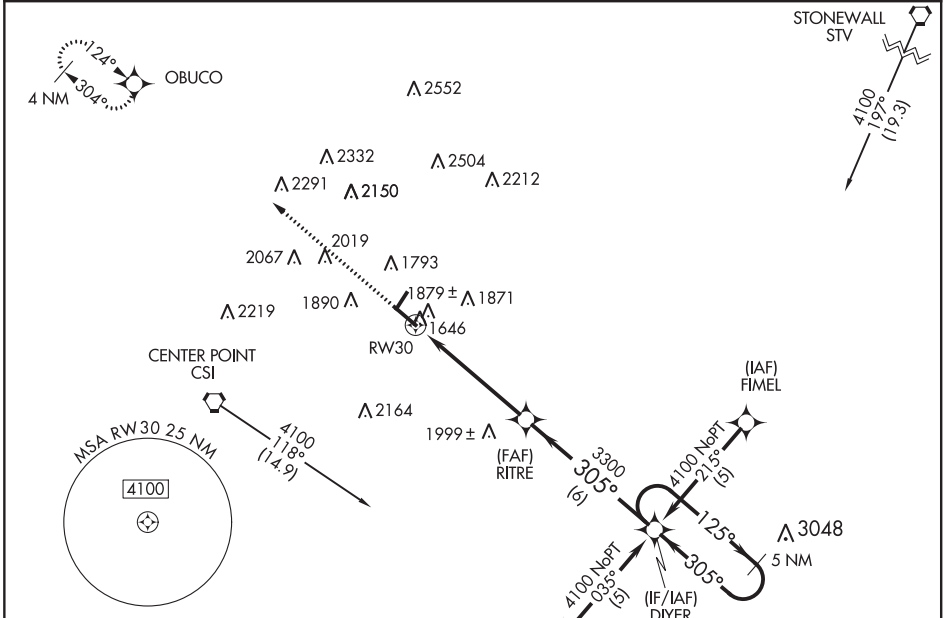 STONEWALL
STV
4100
197°
(19.3)
124°
304°
4 NM
OBUCO
2552
2332
2504
2291
2150
2212
2019
2067
1793
1879 ±
1871
1890
2219
1646
RW30
CENTER POINT
CSI
4100
118°
(14.9)
2164
1999 ±
(FAF)
RITRE
(IAF)
FIMEL
4100 NoPT
215°
(5)
3300
305°
(6)
MSA RW30 25 NM
4100
125°
305°
3048
5 NM
4100 NoPT
035°
(5)
(IF/IAF)
DIYER